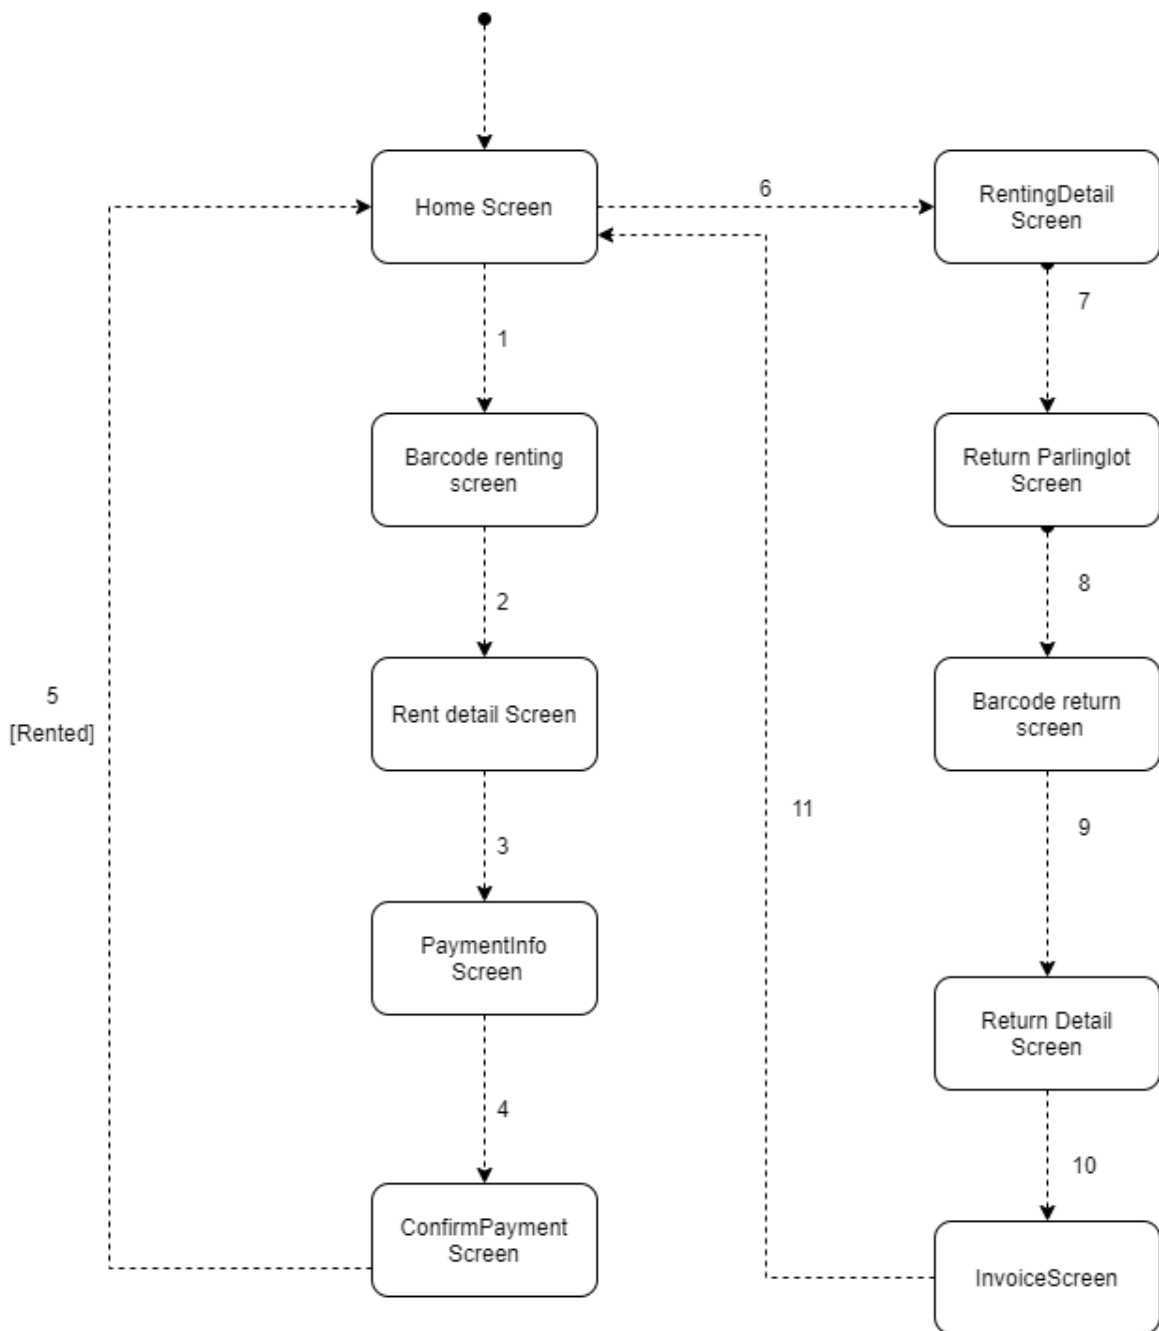 Home Screen
6
RentingDetail
Screen
1
7
Barcode renting
screen
Return Parlinglot
Screen
2
8
5
[Rented]
Rent detail Screen
Barcode return
screen
3
11
9
PaymentInfo
Screen
Return Detail
Screen
4
10
ConfirmPayment
Screen
InvoiceScreen